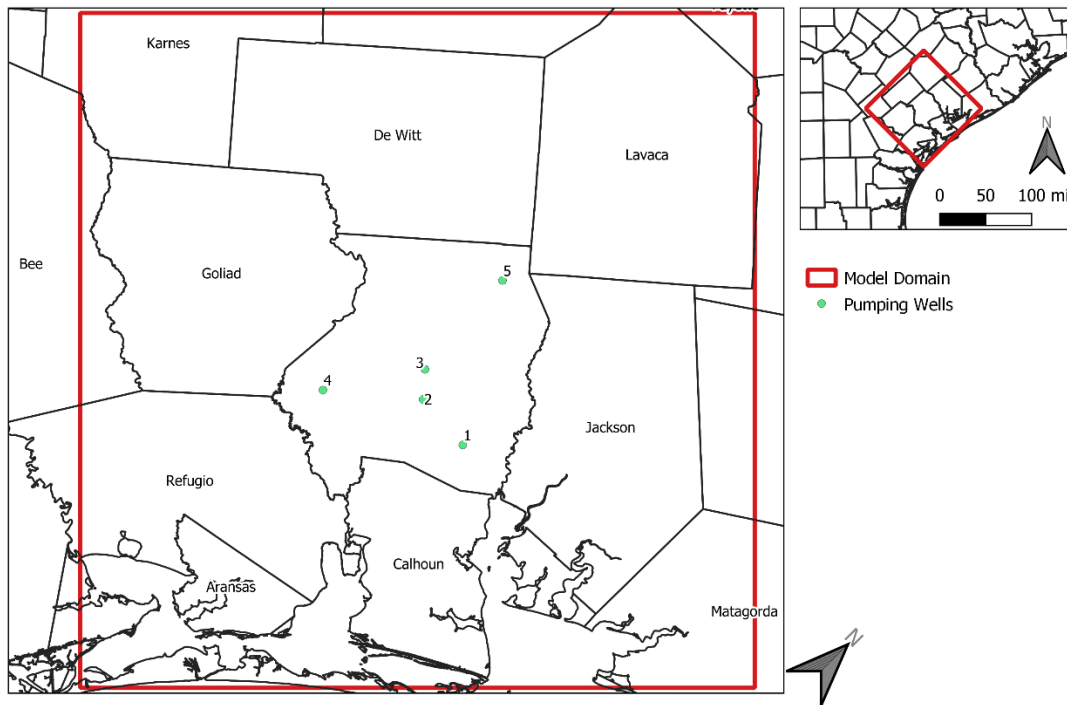 Karnes
De Witt
Lavaca
Bee
Goliad
5
3
4
2
1
Jackson
Refugio
Calhoun
Aransas
Matagorda
N
N
0 50 100 mi
Model Domain
Pumping Wells